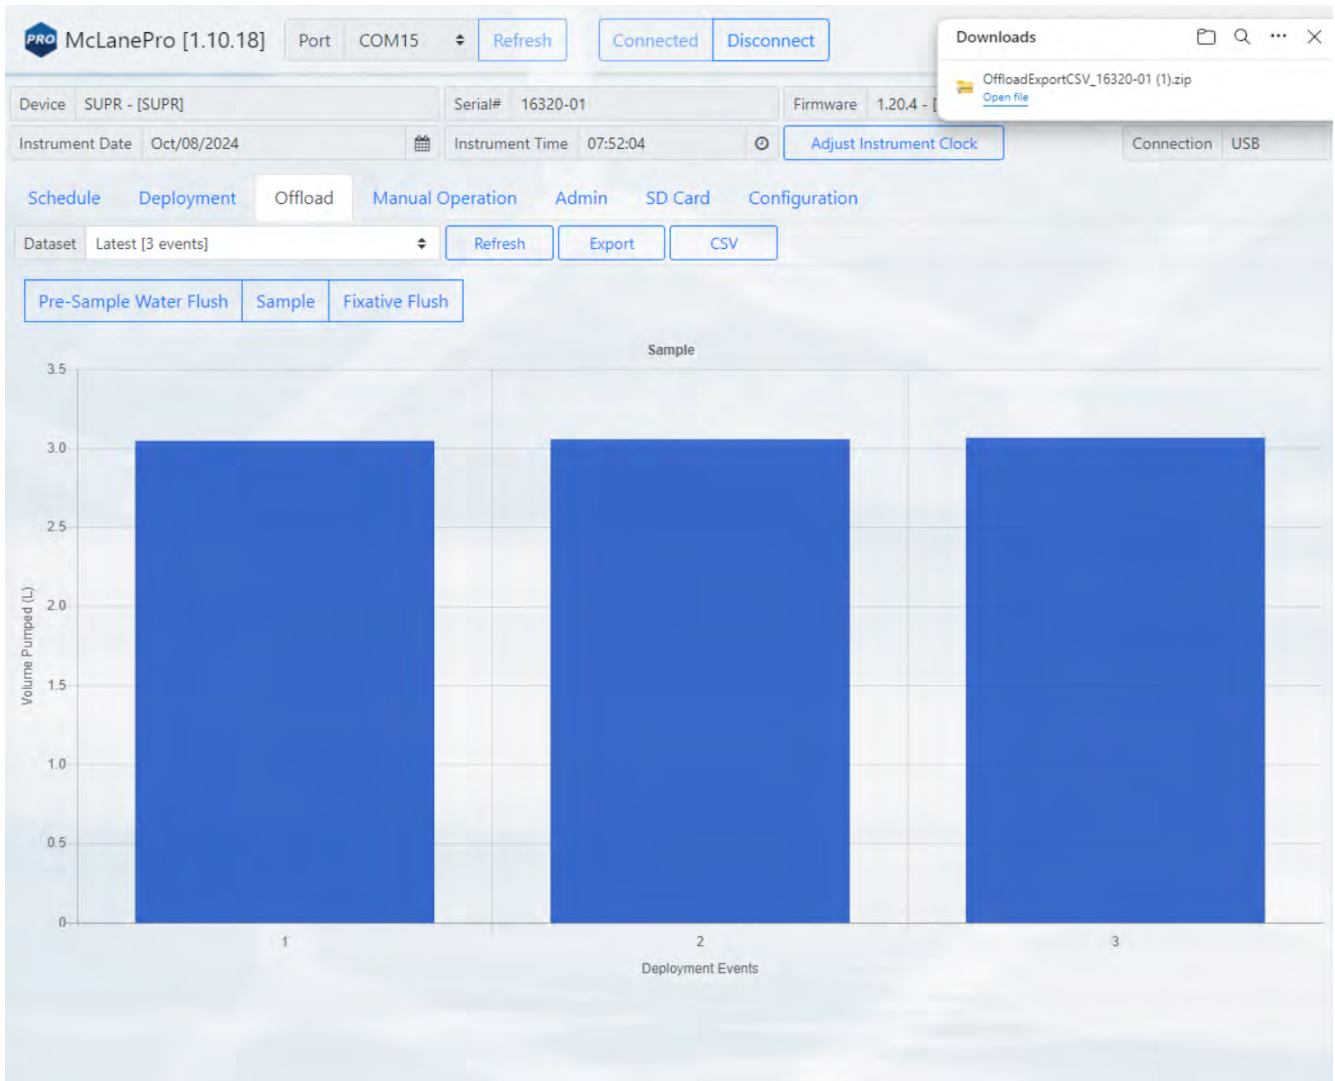 PRO McLanePro [1.10.18] Port COM15 Refresh Connected Disconnect
Downloads
OffloadExportCSV_16320-01 (1).zip
Open file
Device SUPR - [SUPR] Serial# 16320-01 Firmware 1.20.4 - [
Instrument Date Oct/08/2024 Instrument Time 07:52:04 Adjust Instrument Clock Connection USB
Schedule Deployment Offload Manual Operation Admin SD Card Configuration
Dataset Latest [3 events] Refresh Export CSV
Pre-Sample Water Flush Sample Fixative Flush
Sample
3.5
3.0
2.5
2.0
1.5
1.0
0.5
0
Volume Pumped (L)
1 2 3
Deployment Events